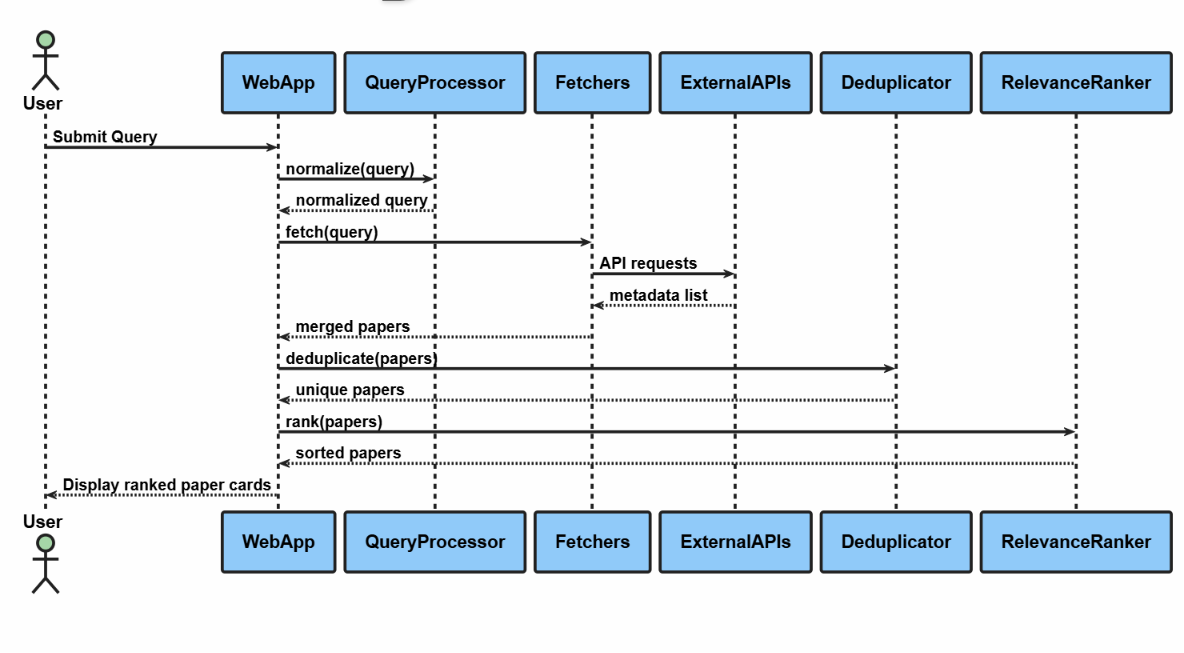 User
WebApp
QueryProcessor
Fetchers
ExternalAPIs
Deduplicator
RelevanceRanker
Submit Query
normalize(query)
normalized query
fetch(query)
API requests
metadata list
merged papers
deduplicate(papers)
unique papers
rank(papers)
sorted papers
Display ranked paper cards
User
WebApp
QueryProcessor
Fetchers
ExternalAPIs
Deduplicator
RelevanceRanker